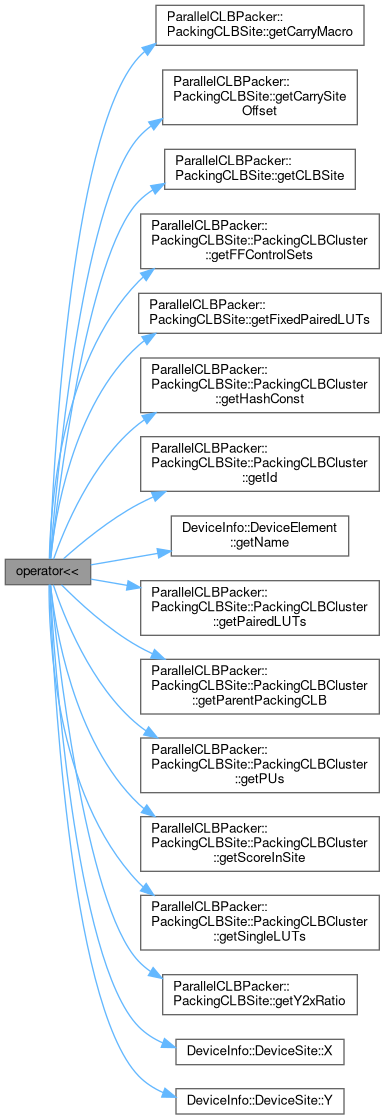 ParallelCLBPacker::
PackingCLBSite::getCarryMacro
ParallelCLBPacker::
PackingCLBSite::getCarrySite
Offset
ParallelCLBPacker::
PackingCLBSite::getCLBSite
ParallelCLBPacker::
PackingCLBSite::PackingCLBCluster
::getFFControlSets
ParallelCLBPacker::
PackingCLBSite::getFixedPairedLUTs
ParallelCLBPacker::
PackingCLBSite::PackingCLBCluster
::getHashConst
ParallelCLBPacker::
PackingCLBSite::PackingCLBCluster
::getId
DeviceInfo::DeviceElement
::getName
operator<<
ParallelCLBPacker::
PackingCLBSite::PackingCLBCluster
::getPairedLUTs
ParallelCLBPacker::
PackingCLBSite::PackingCLBCluster
::getParentPackingCLB
ParallelCLBPacker::
PackingCLBSite::PackingCLBCluster
::getPUs
ParallelCLBPacker::
PackingCLBSite::PackingCLBCluster
::getScoreInSite
ParallelCLBPacker::
PackingCLBSite::PackingCLBCluster
::getSingleLUTs
ParallelCLBPacker::
PackingCLBSite::getY2xRatio
DeviceInfo::DeviceSite::X
DeviceInfo::DeviceSite::Y